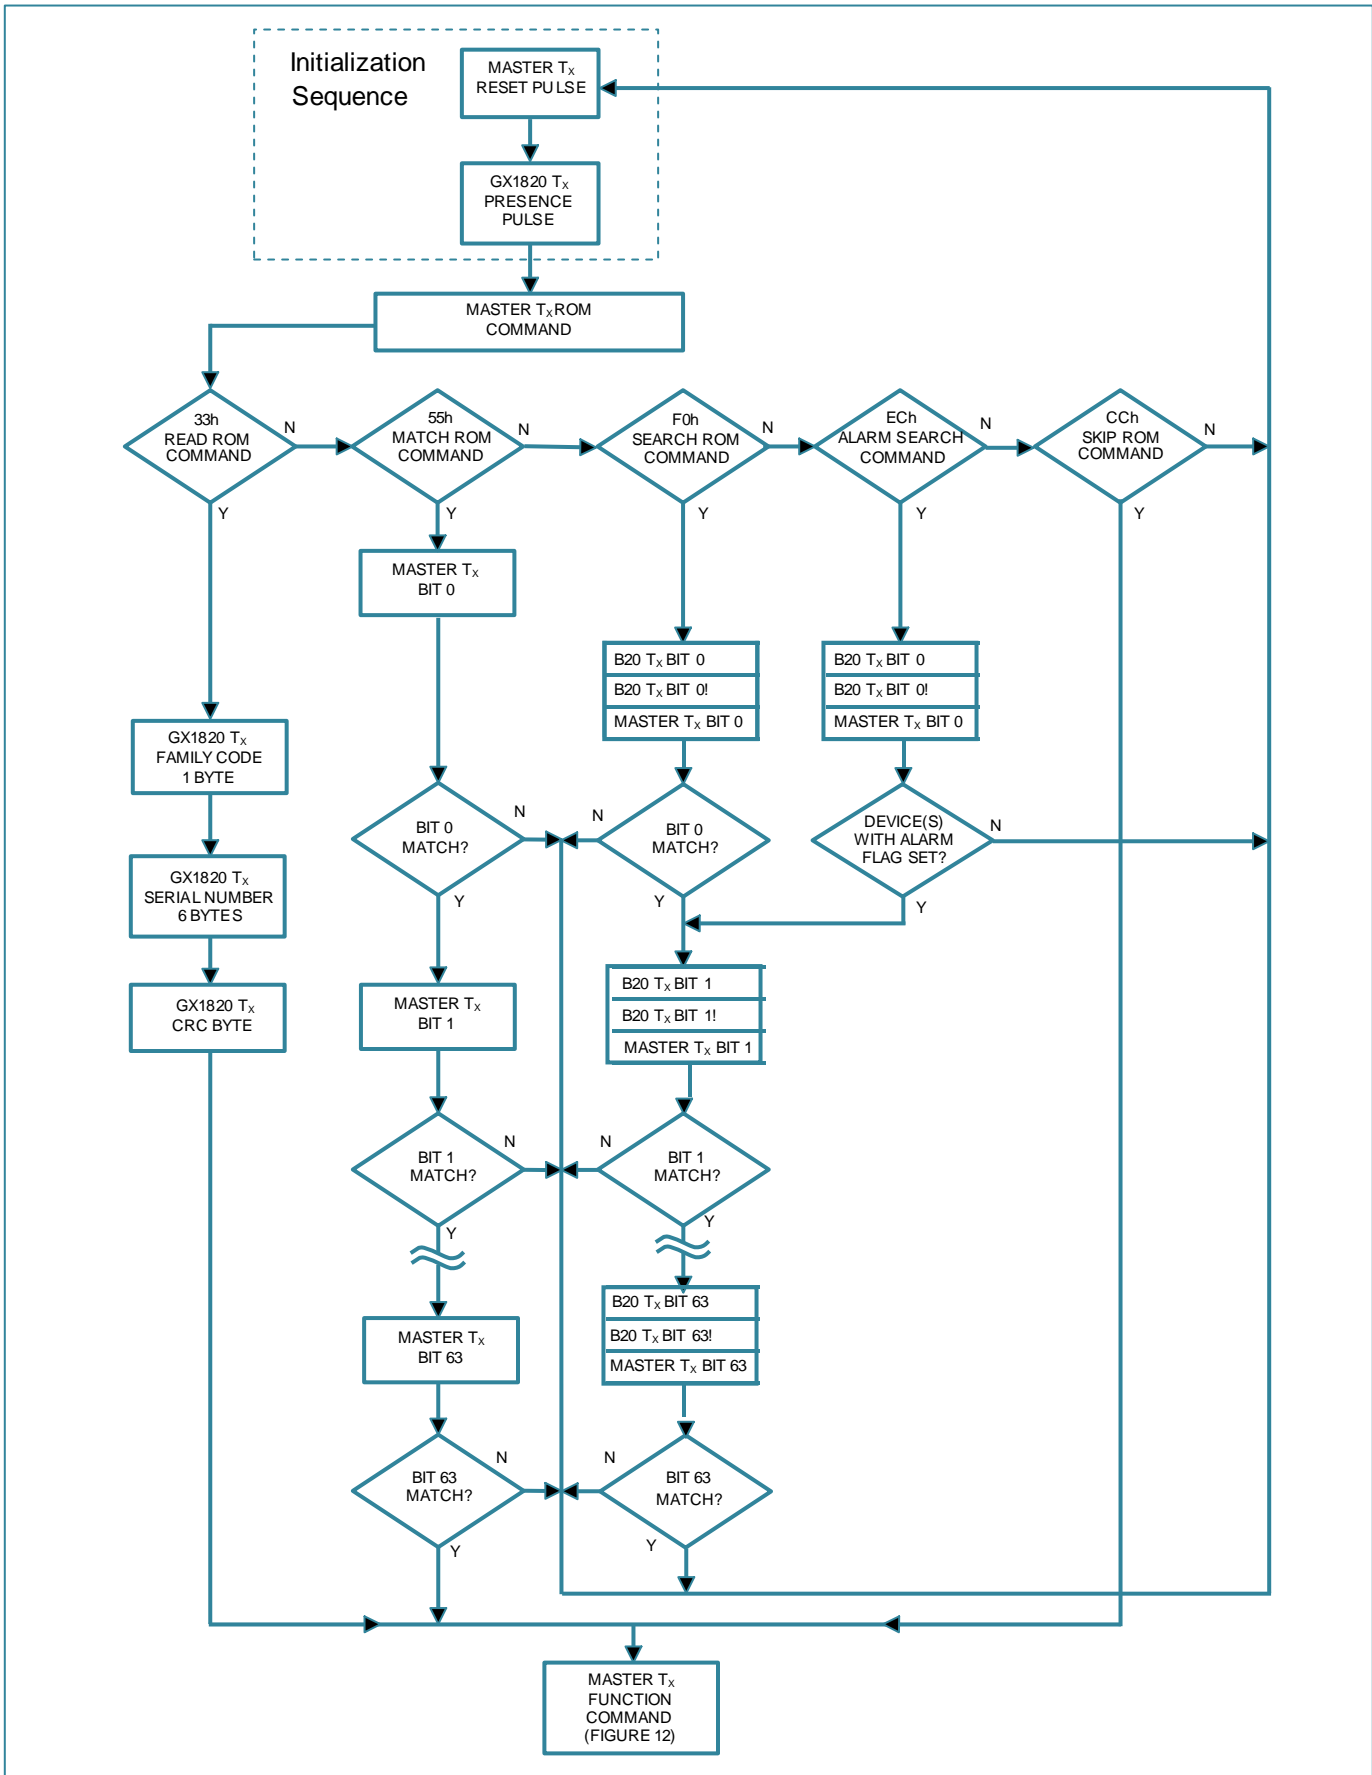 Initialization
Sequence
MASTER TX
RESET PULSE
GX1820 TX
PRESENCE
PULSE
MASTER TX ROM
COMMAND
33h
READ ROM
COMMAND
N
Y
55h
MATCH ROM
COMMAND
N
Y
F0h
SEARCH ROM
COMMAND
N
Y
ECh
ALARM SEARCH
COMMAND
N
Y
CCh
SKIP ROM
COMMAND
N
Y
MASTER TX
BIT 0
B20 TX BIT 0
B20 TX BIT 0!
MASTER TX BIT 0
B20 TX BIT 0
B20 TX BIT 0!
MASTER TX BIT 0
GX1820 TX
FAMILY CODE
1 BYTE
BIT 0
MATCH?
N
Y
N
BIT 0
MATCH?
Y
DEVICE(S)
WITH ALARM
FLAG SET?
N
Y
GX1820 TX
SERIAL NUMBER
6 BYTES
GX1820 TX
CRC BYTE
MASTER TX
BIT 1
B20 TX BIT 1
B20 TX BIT 1!
MASTER TX BIT 1
BIT 1
MATCH?
N
Y
N
BIT 1
MATCH?
Y
MASTER TX
BIT 63
B20 TX BIT 63
B20 TX BIT 63!
MASTER TX BIT 63
BIT 63
MATCH?
N
Y
N
BIT 63
MATCH?
Y
MASTER TX
FUNCTION
COMMAND
(FIGURE 12)